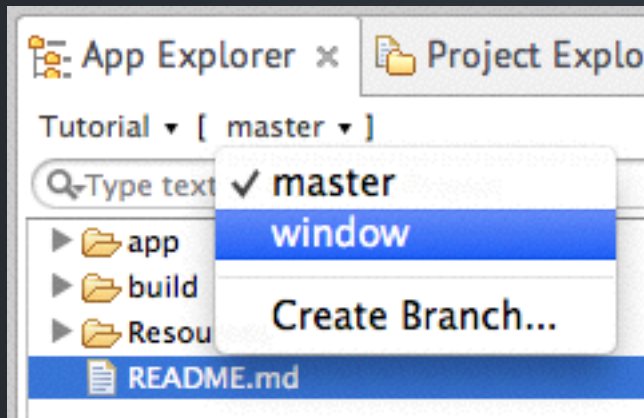 App Explorer Project Explo
Tutorial [ master ]
Type text
master
window
Create Branch...
app
build
Resou
README.md